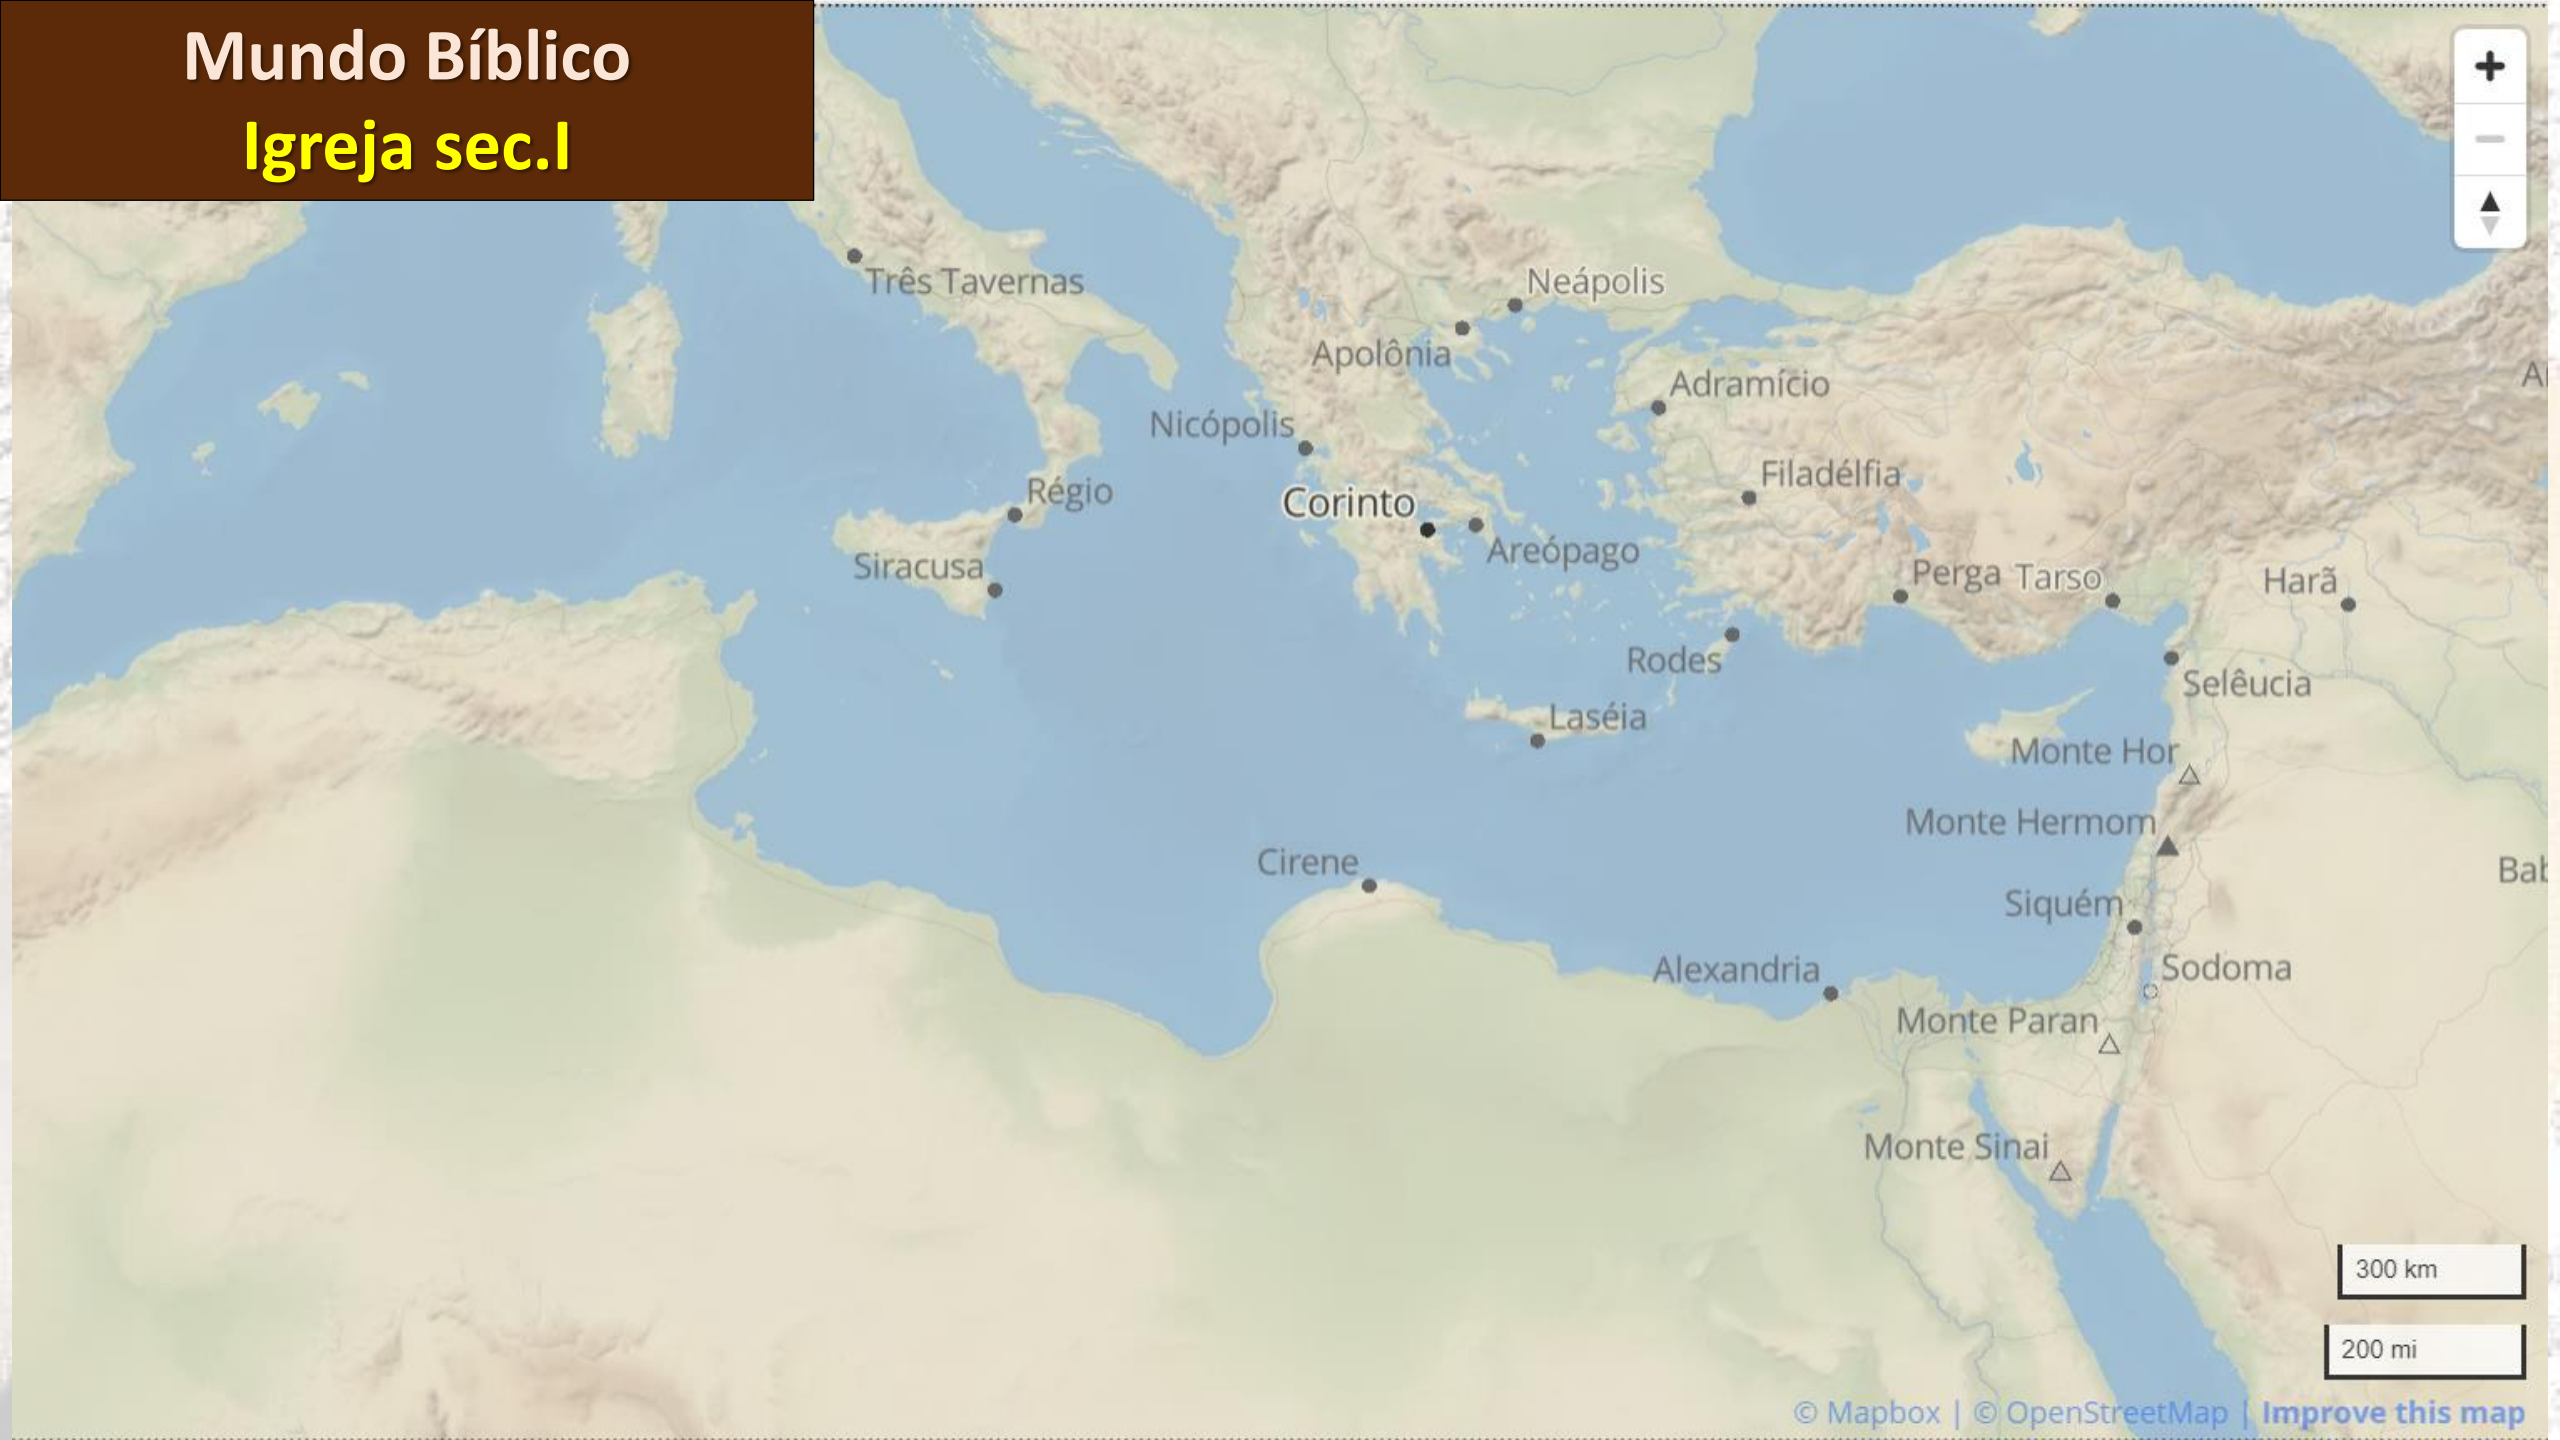 Mundo Bíblico
Igreja sec.I
Três Tavernas
Neápolis
Apolônia
Adramício
Nicópolis
Filadélfia
Régio
Corinto
Areópago
Siracusa
Perga
Tarso
Harã
Rodes
Selêucia
Laséia
Monte Hor
Monte Hermom
Cirene
Siquém
Alexandria
Sodoma
Monte Paran
Monte Sinai
300 km
200 mi
© Mapbox | © OpenStreetMap | Improve this map